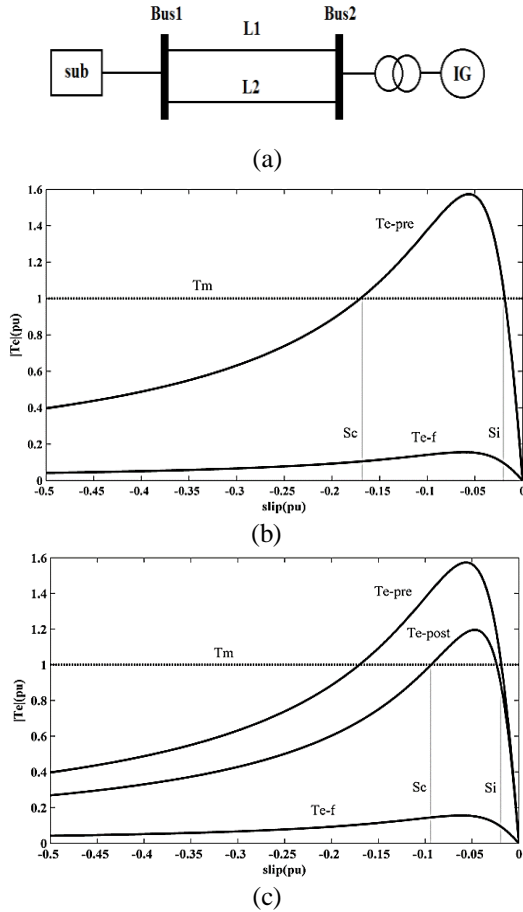 Bus1
Bus2
L1
sub
L2
IG
(a)
1.6
1.4
1.2
1
0.8
0.6
0.4
0.2
0
|Te|(pu)
Te-pre
Tm
Sc
Te-f
Si
-0.5
-0.45
-0.4
-0.35
-0.3
-0.25
-0.2
-0.15
-0.1
-0.05
0
slip(pu)
(b)
1.6
1.4
1.2
1
0.8
0.6
0.4
0.2
0
|Te|(pu)
Te-pre
Te-post
Tm
Sc
Si
Te-f
-0.5
-0.45
-0.4
-0.35
-0.3
-0.25
-0.2
-0.15
-0.1
-0.05
0
slip(pu)
(c)